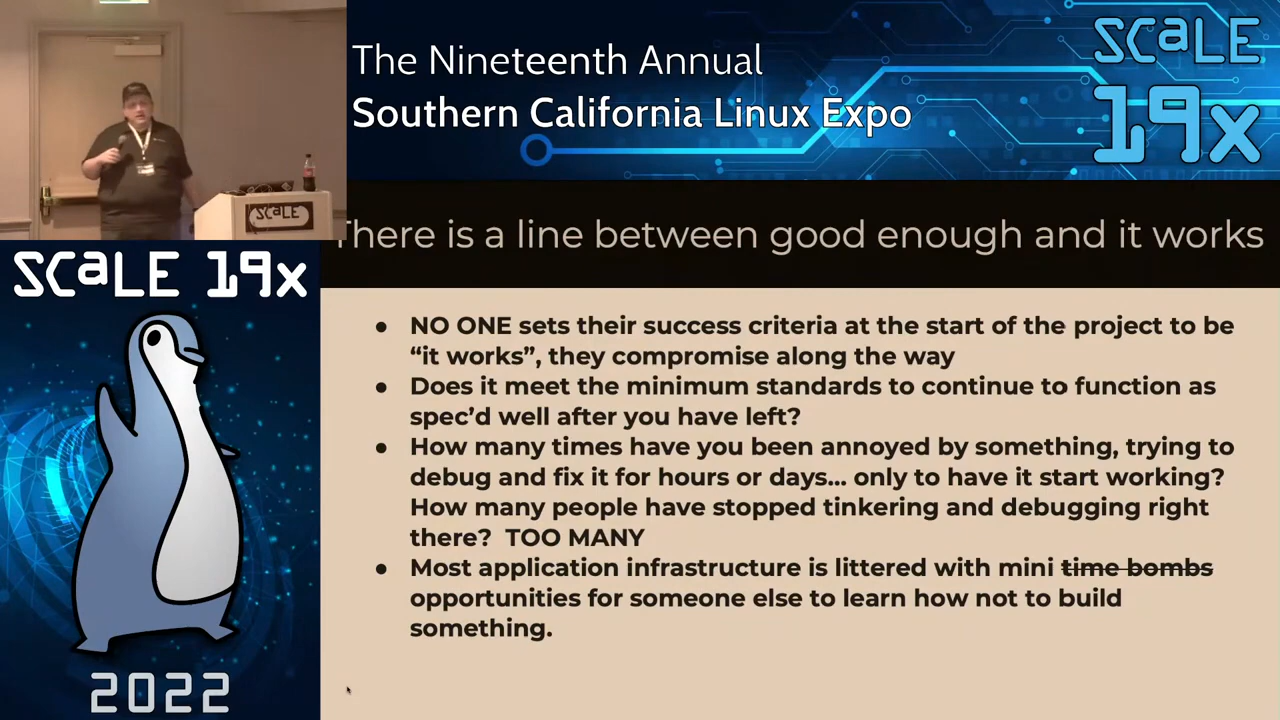 The Nineteenth Annual
Southern California Linux Expo
SCaLE
19x
SCaLE
There is a line between good enough and it works
SCaLE 19x
2022
• NO ONE sets their success criteria at the start of the project to be
“it works”, they compromise along the way
• Does it meet the minimum standards to continue to function as
spec’d well after you have left?
• How many times have you been annoyed by something, trying to
debug and fix it for hours or days... only to have it start working?
How many people have stopped tinkering and debugging right
there? TOO MANY
• Most application infrastructure is littered with mini time bombs
opportunities for someone else to learn how not to build
something.